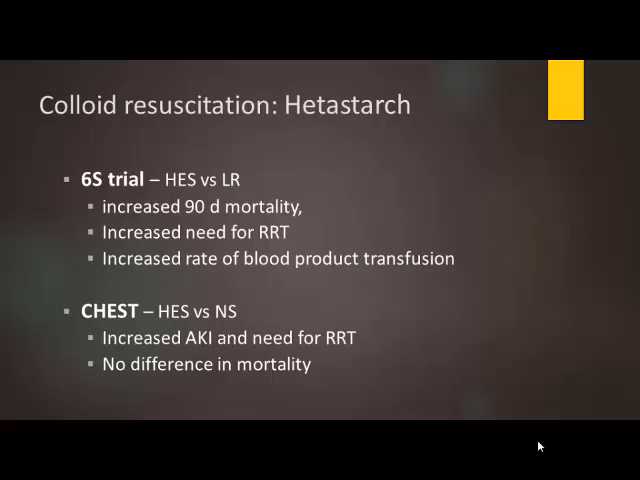 Colloid resuscitation: Hetastarch
▪ 6S trial – HES vs LR
▪ increased 90 d mortality,
▪ Increased need for RRT
▪ Increased rate of blood product transfusion
▪ CHEST – HES vs NS
▪ Increased AKI and need for RRT
▪ No difference in mortality